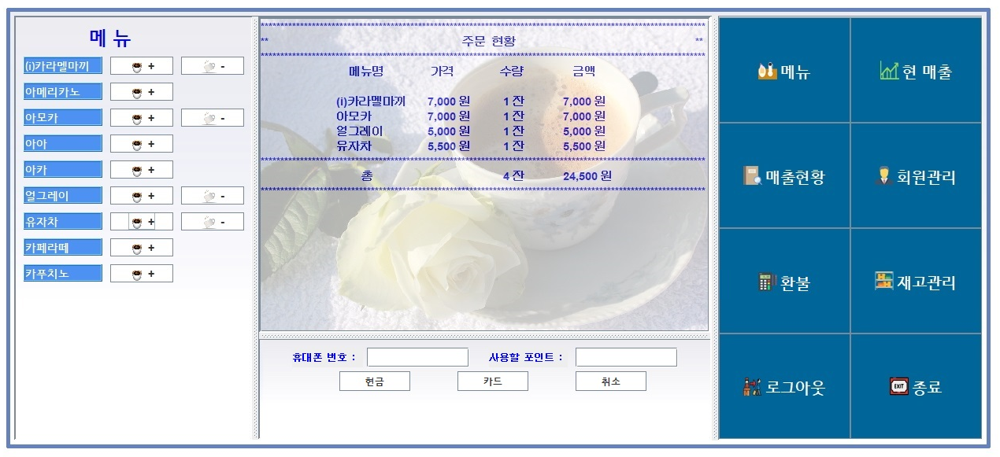 메 뉴
(i)카라멜마끼 + -
아메리카노 +
아모카 + -
아아 +
아카 +
얼그레이 + -
유자차 + -
카페라떼 +
카푸치노 +
** 주문 현황 **
메뉴명 가격 수량 금액
(i)카라멜마끼 7,000 원 1 잔 7,000 원
아모카 7,000 원 1 잔 7,000 원
얼그레이 5,000 원 1 잔 5,000 원
유자차 5,500 원 1 잔 5,500 원
총 4 잔 24,500 원
휴대폰 번호 : 사용할 포인트 :
현금 카드 취소
메뉴 현 매출
매출현황 회원관리
환불 재고관리
로그아웃 EXIT 종료